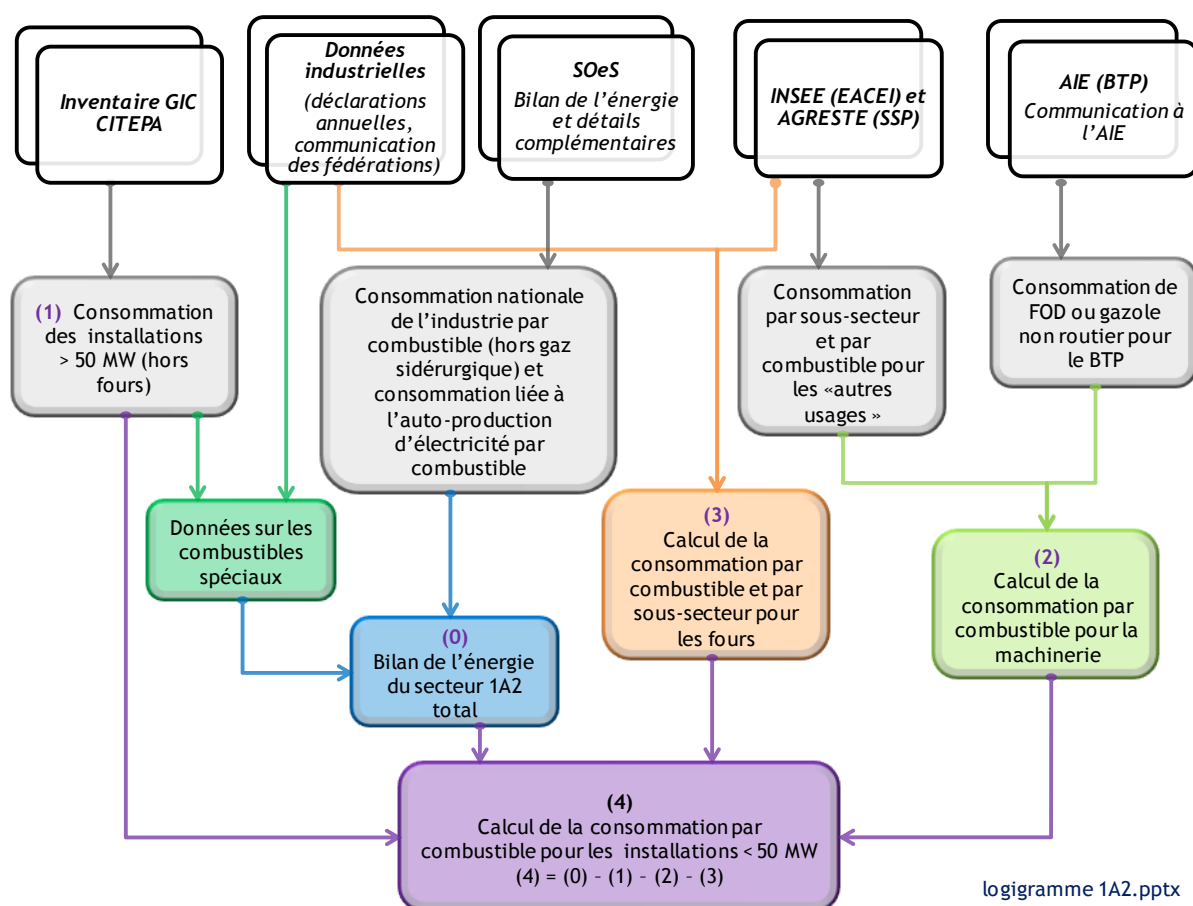 Inventaire GIC
CITEPA
Données
industrielles
(déclarations
annuelles,
communication
des fédérations)
SOeS
Bilan de l'énergie
et détails
complémentaires
INSEE (EACEI) et
AGRESTE (SSP)
AIE (BTP)
Communication à
l'AIE
(1) Consommation
des installations
> 50 MW (hors
fours)
Consommation nationale
de l'industrie par
combustible (hors gaz
sidérurgique) et
consommation liée à
l'auto-production
d'électricité par
combustible
Consommation
par sous-secteur
et par
combustible pour
les «autres
usages »
Consommation de
FOD ou gazole
non routier pour
le BTP
Données sur les
combustibles
spéciaux
(3)
Calcul de la
consommation par
combustible et par
sous-secteur pour
les fours
(2)
Calcul de la
consommation par
combustible pour la
machinerie
(0)
Bilan de l'énergie
du secteur 1A2
total
(4)
Calcul de la consommation par
combustible pour les installations < 50 MW
(4) = (0) – (1) – (2) – (3)
logigramme 1A2.pptx